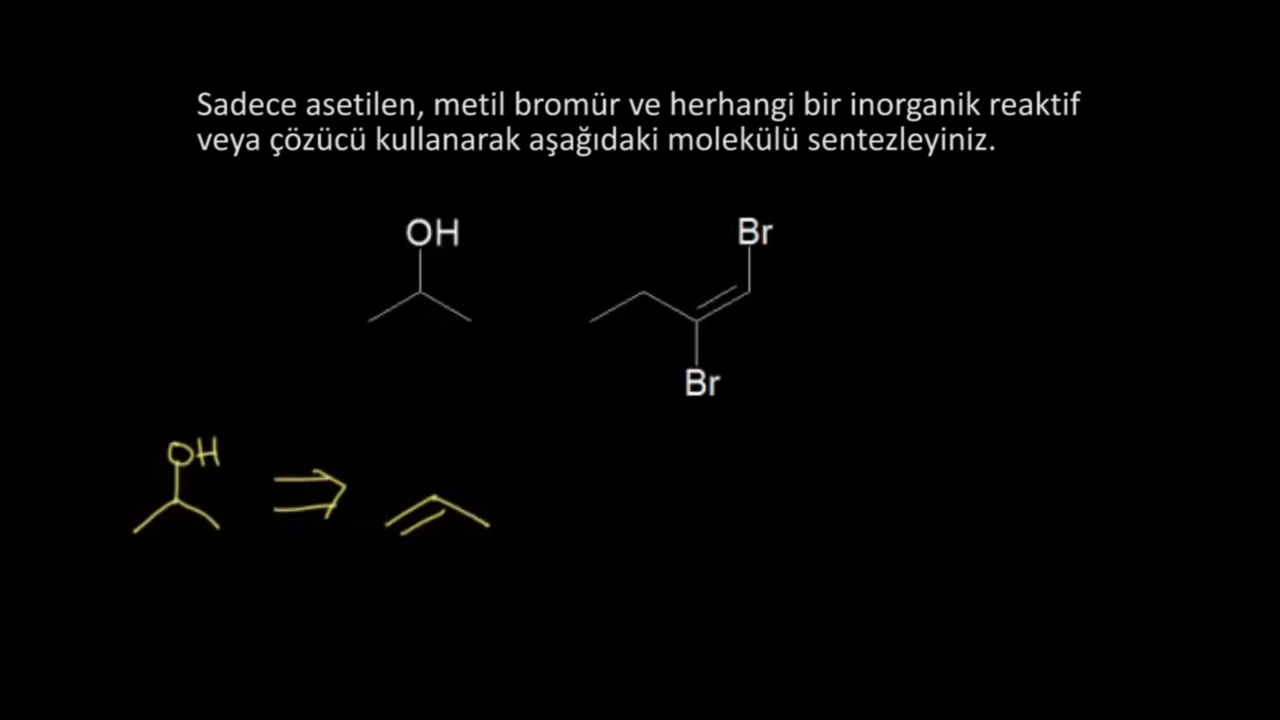 Sadece asetilen, metil bromür ve herhangi bir inorganik reaktif
veya çözücü kullanarak aşağıdaki molekülü sentezleyiniz.
OH
Br
Br
OH